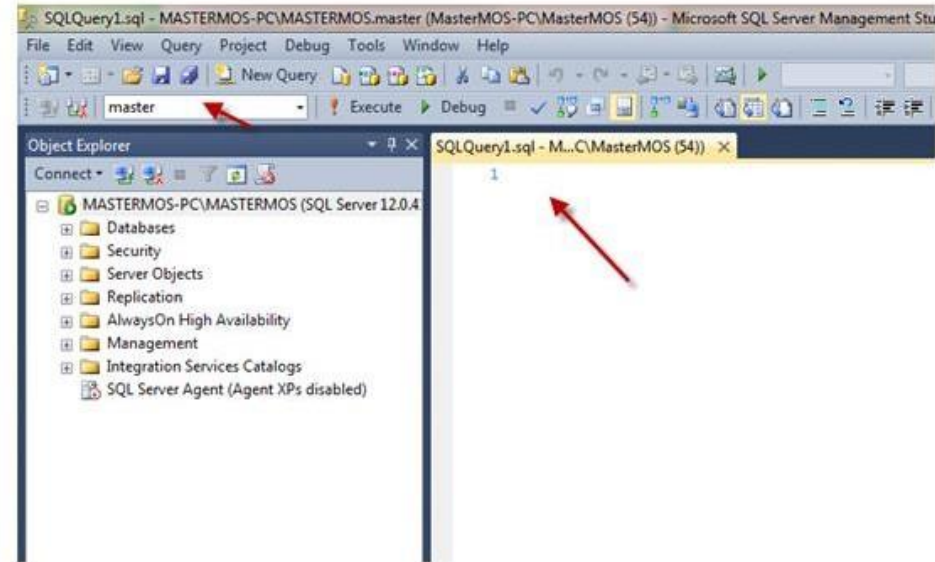 SQLQuery1.sql - MASTERMOS-PC\MASTERMOS.master (MasterMOS-PC\MasterMOS (54)) - Microsoft SQL Server Management Stu
File Edit View Query Project Debug Tools Window Help
New Query
master Execute Debug
Object Explorer
SQLQuery1.sql - M...C\MasterMOS (54))
Connect
1
MASTERMOS-PC\MASTERMOS (SQL Server 12.0.4
Databases
Security
Server Objects
Replication
AlwaysOn High Availability
Management
Integration Services Catalogs
SQL Server Agent (Agent XPs disabled)